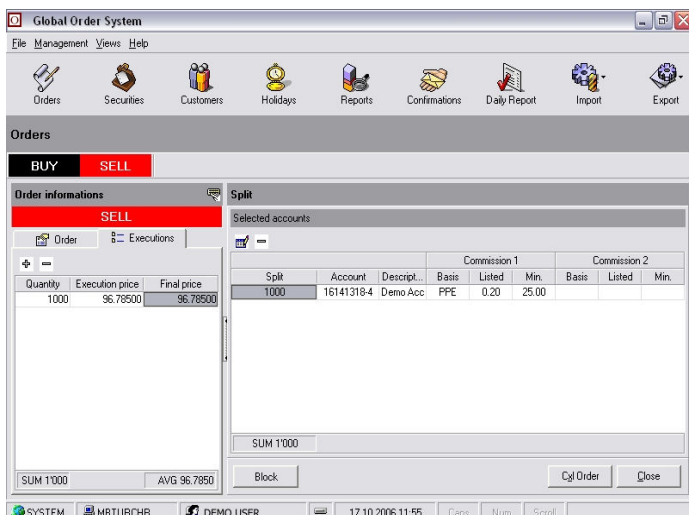 Global Order System
File Management Views Help
Orders Securities Customers Holidays Reports Confirmations Daily Report Import Export
Orders
BUY SELL
Order informations
SELL
Order Executions
Quantity Execution price Final price
1000 96.78500 96.78500
SUM 1'000 AVG 96.7850
Split
Selected accounts
Commission 1 Commission 2
Split Account Descript... Basis Listed Min. Basis Listed Min.
1000 16141318-4 Demo Acc PPE 0.20 25.00
SUM 1'000
Block Cxl Order Close
SYSTEM MBTURCHB DEMO USER 17.10.2006 11:55 Caps Num Scroll